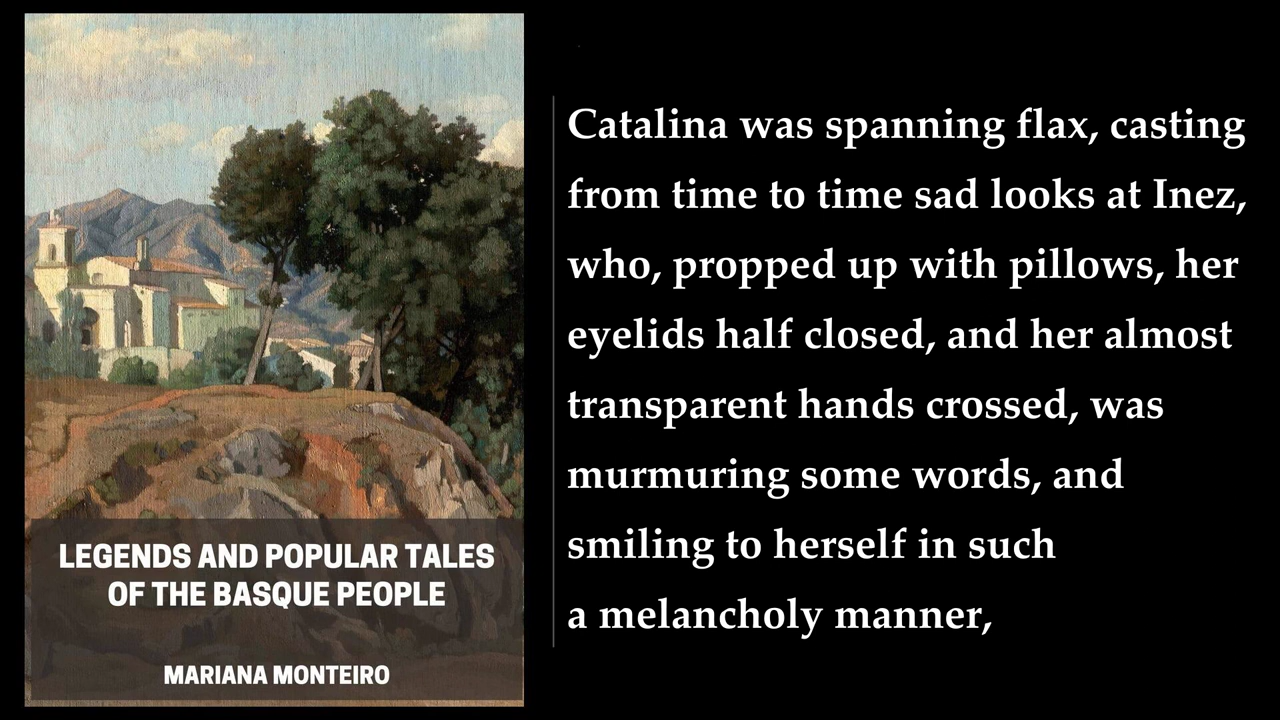 LEGENDS AND POPULAR TALES
OF THE BASQUE PEOPLE
MARIANA MONTEIRO
Catalina was spanning flax, casting
from time to time sad looks at Inez,
who, propped up with pillows, her
eyelids half closed, and her almost
transparent hands crossed, was
murmuring some words, and
smiling to herself in such
a melancholy manner,